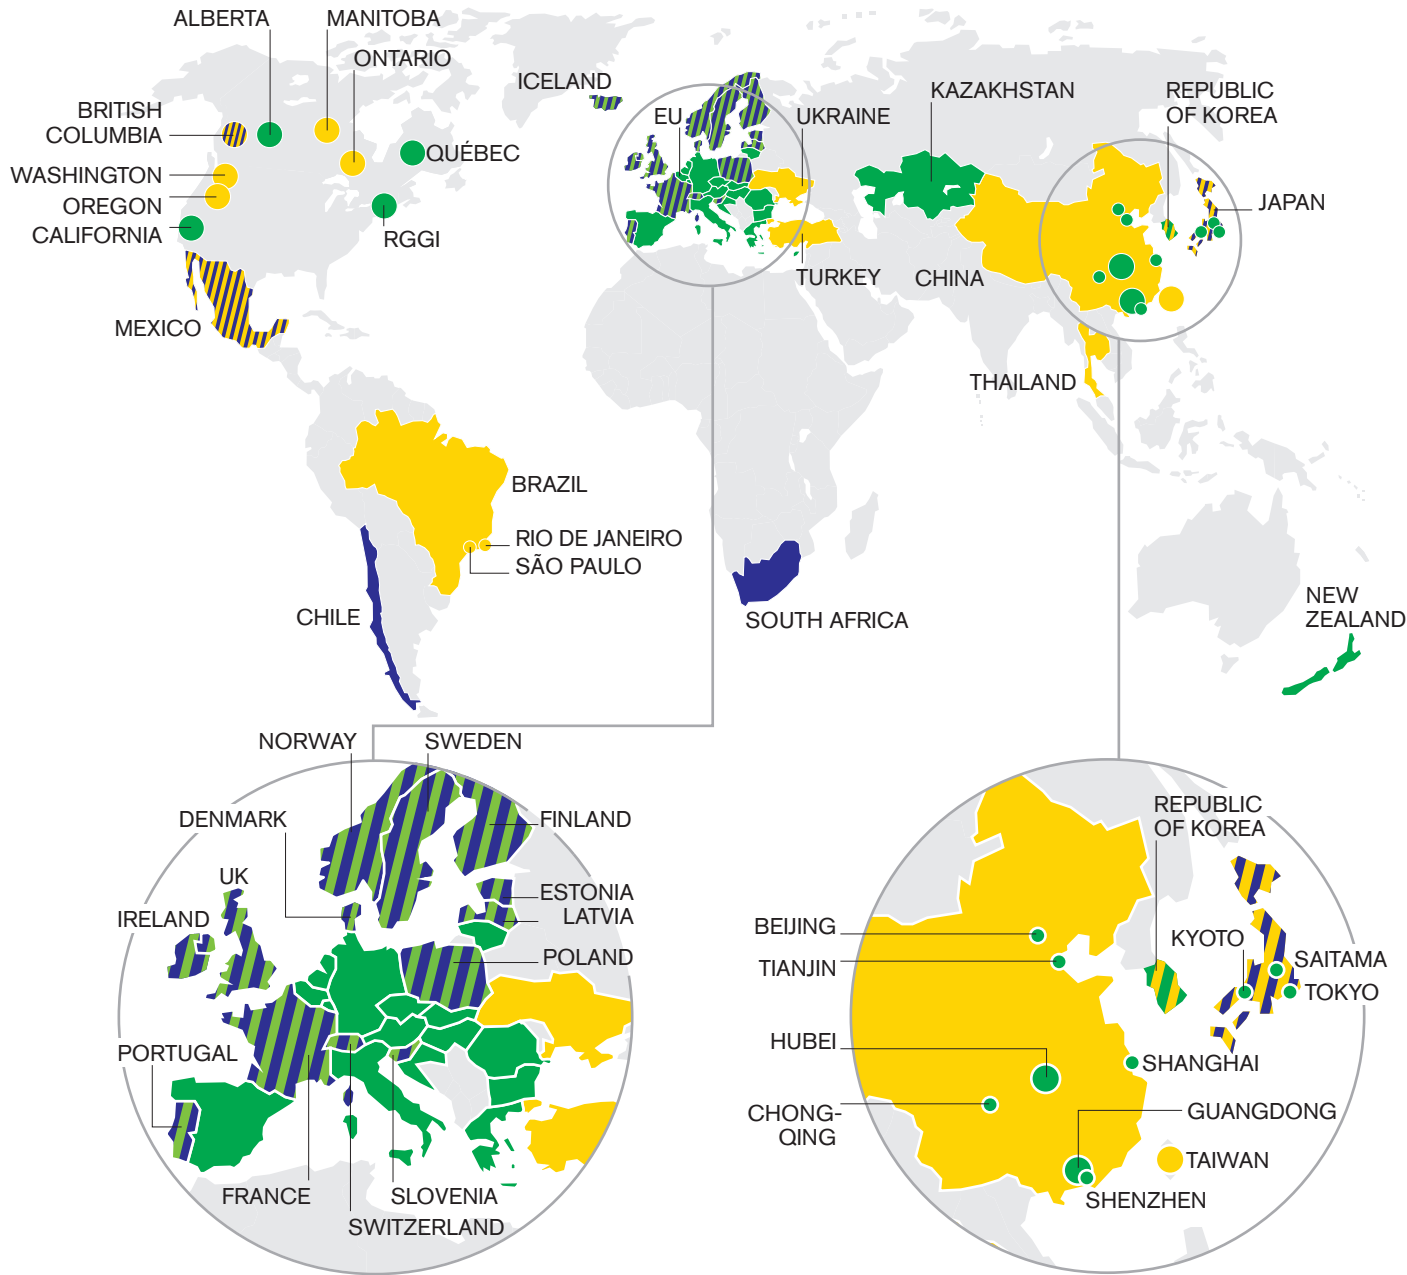 ALBERTA
MANITOBA
ONTARIO
ICELAND
BRITISH
COLUMBIA
EU
UKRAINE
KAZAKHSTAN
REPUBLIC
OF KOREA
QUÉBEC
WASHINGTON
OREGON
CALIFORNIA
RGGI
JAPAN
TURKEY
CHINA
MEXICO
THAILAND
BRAZIL
RIO DE JANEIRO
SÃO PAULO
CHILE
SOUTH AFRICA
NEW
ZEALAND
NORWAY
SWEDEN
DENMARK
FINLAND
UK
ESTONIA
IRELAND
LATVIA
POLAND
PORTUGAL
FRANCE
SLOVENIA
SWITZERLAND
REPUBLIC
OF KOREA
BEIJING
KYOTO
TIANJIN
SAITAMA
TOKYO
HUBEI
SHANGHAI
CHONG-
QING
GUANGDONG
TAIWAN
SHENZHEN